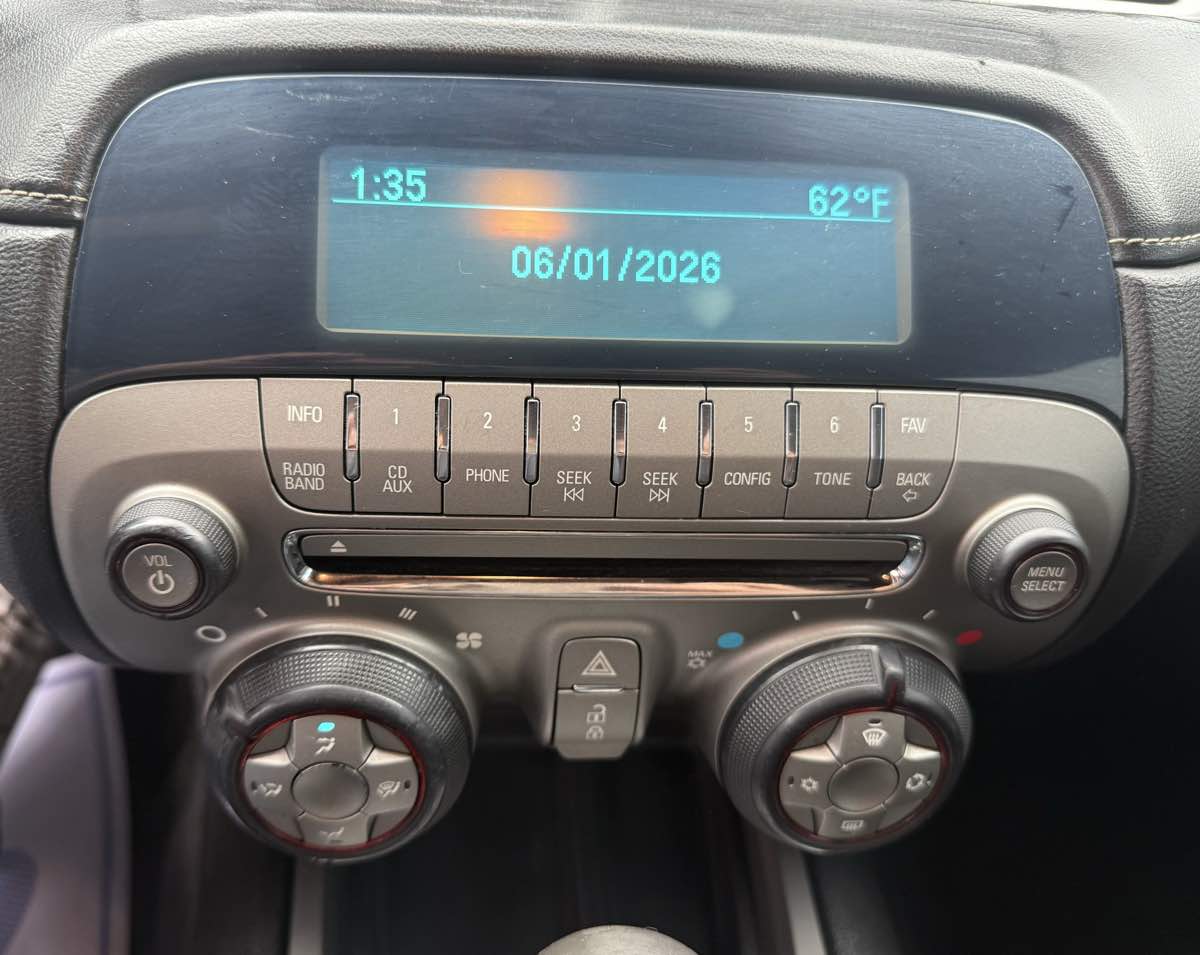 1:35
62°F
06/01/2026
INFO
RADIO
BAND
1
CD
AUX
2
PHONE
3
SEEK
4
SEEK
5
CONFIG
6
TONE
FAV
BACK
VOL
MENU
SELECT
MAX